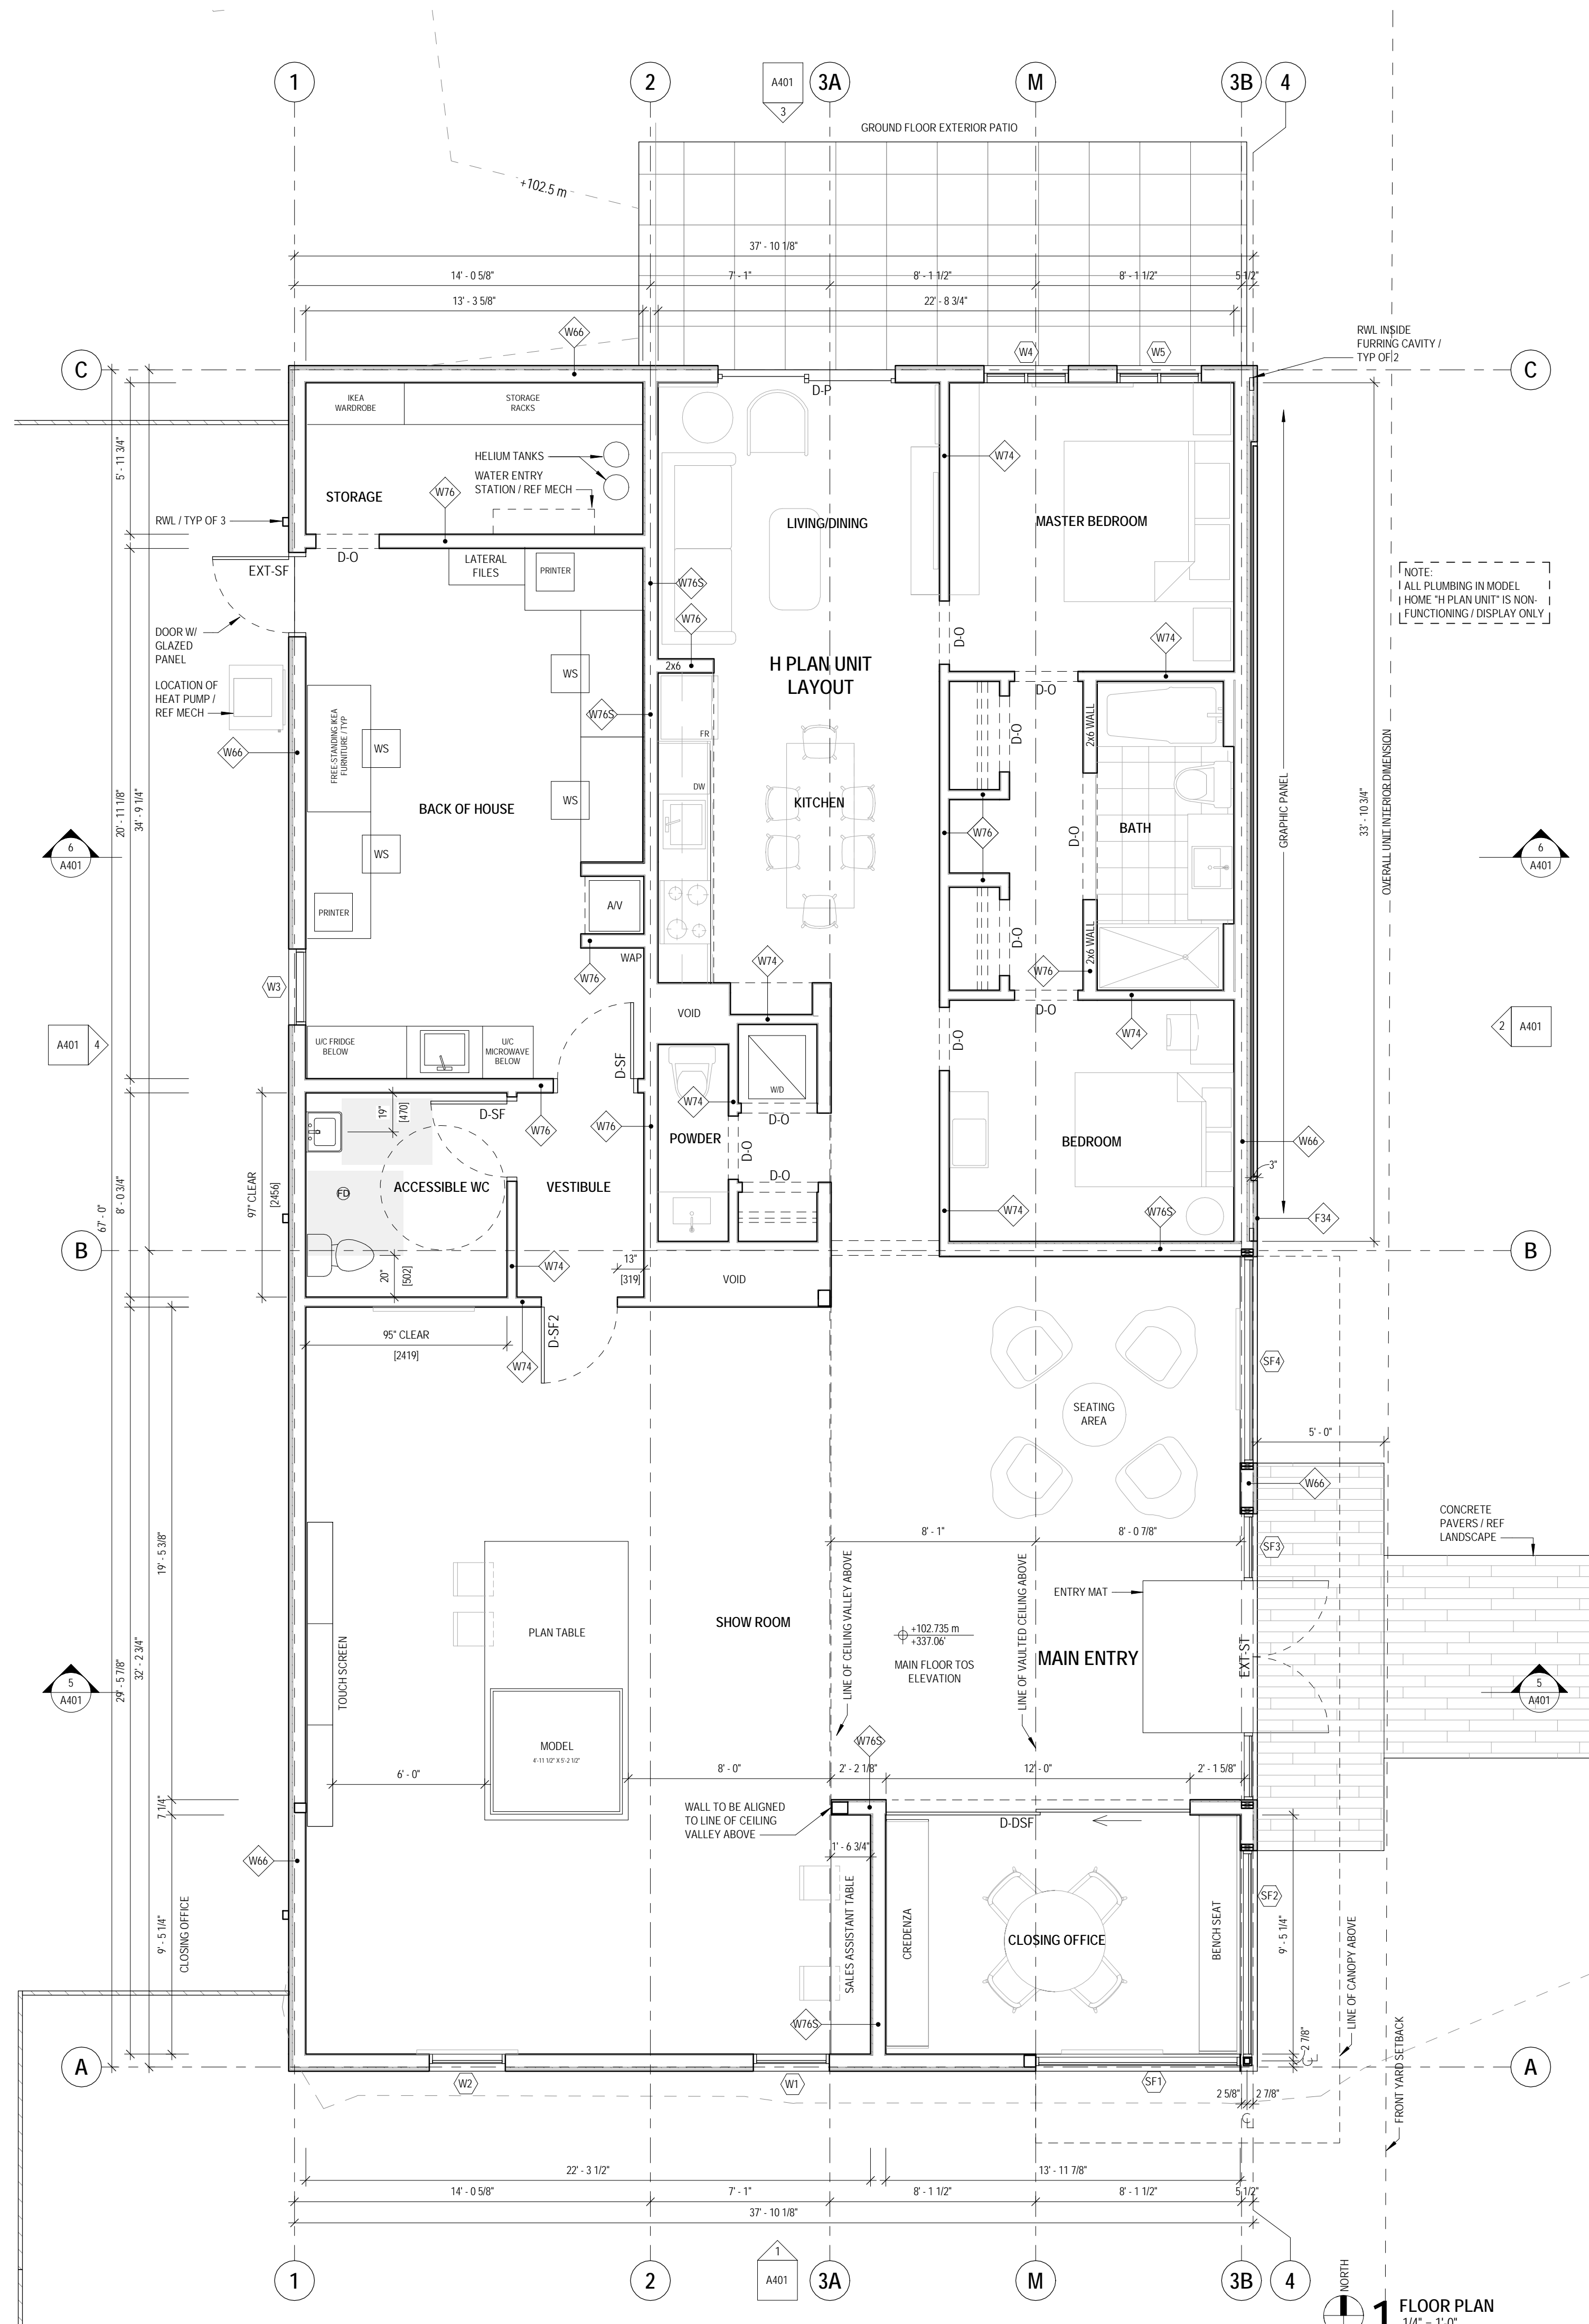 1
2
A401
3
3A
M
3B
4
GROUND FLOOR EXTERIOR PATIO
+102.5 m
37' - 10 1/8"
14' - 0 5/8"
7' - 1"
8' - 1 1/2"
8' - 1 1/2"
5 1/2"
13' - 3 5/8"
22' - 8 3/4"
W66
W4
W5
RWL INSIDE
FURRING CAVITY /
TYP OF 2
C
C
D-P
IKEA
WARDROBE
STORAGE
RACKS
5' - 11 3/4"
HELIUM TANKS
WATER ENTRY
STATION / REF MECH
W74
STORAGE
W76
RWL / TYP OF 3
LIVING/DINING
MASTER BEDROOM
EXT-SF
D-O
LATERAL
FILES
PRINTER
W76S
W76
NOTE:
ALL PLUMBING IN MODEL
HOME "H PLAN UNIT" IS NON-
FUNCTIONING / DISPLAY ONLY
DOOR W/
GLAZED
PANEL
D-O
W74
2x6
H PLAN UNIT
LAYOUT
WS
LOCATION OF
HEAT PUMP /
REF MECH
D-O
W76S
FR
D-O
2x6 WALL
W66
FREE-STANDING IKEA
FURNITURE / TYP
WS
OVERALL UNIT INTERIOR DIMENSION
DW
WS
BACK OF HOUSE
KITCHEN
20' - 11 1/8"
34' - 9 1/4"
W76
D-O
BATH
GRAPHIC PANEL
33' - 10 3/4"
6
A401
WS
6
A401
PRINTER
A/V
D-O
2x6 WALL
WAP
W74
W76
W76
W3
D-O
VOID
A401
4
U/C FRIDGE
BELOW
U/C
MICROWAVE
BELOW
D-SF
D-O
W74
2
A401
W/D
19"
[470]
D-SF
W76
W76
W74
D-O
POWDER
D-O
BEDROOM
W66
97" CLEAR
[2456]
8' - 0 3/4"
67' - 0"
FD
ACCESSIBLE WC
VESTIBULE
D-O
3"
W74
W76S
F34
B
B
20"
[502]
W74
13"
[319]
VOID
95" CLEAR
[2419]
D-SF2
W74
SF4
SEATING
AREA
5' - 0"
W66
CONCRETE
PAVERS / REF
LANDSCAPE
19' - 5 3/8"
8' - 1"
8' - 0 7/8"
SF3
LINE OF CEILING VALLEY ABOVE
LINE OF VAULTED CEILING ABOVE
ENTRY MAT
SHOW ROOM
PLAN TABLE
+102.735 m
+337.06'
MAIN FLOOR TOS
ELEVATION
MAIN ENTRY
EXT-ST
TOUCH SCREEN
29' - 5 7/8"
32' - 2 3/4"
5
A401
5
A401
MODEL
4'-11 1/2" X 5'-2 1/2"
W76S
6' - 0"
8' - 0"
2' - 2 1/8"
12' - 0"
2' - 1 5/8"
7 1/4"
WALL TO BE ALIGNED
TO LINE OF CEILING
VALLEY ABOVE
D-DSF
1' - 6 3/4"
W66
SF2
9' - 5 1/4"
CLOSING OFFICE
SALES ASSISTANT TABLE
CREDENZA
CLOSING OFFICE
BENCH SEAT
9' - 5 1/4"
LINE OF CANOPY ABOVE
W76S
2 7/8"
A
A
W2
W1
SF1
2 5/8"
2 7/8"
FRONT YARD SETBACK
22' - 3 1/2"
13' - 11 7/8"
14' - 0 5/8"
7' - 1"
8' - 1 1/2"
8' - 1 1/2"
5 1/2"
37' - 10 1/8"
1
2
1
A401
3A
M
3B
4
NORTH
1
FLOOR PLAN
1/4" = 1'-0"